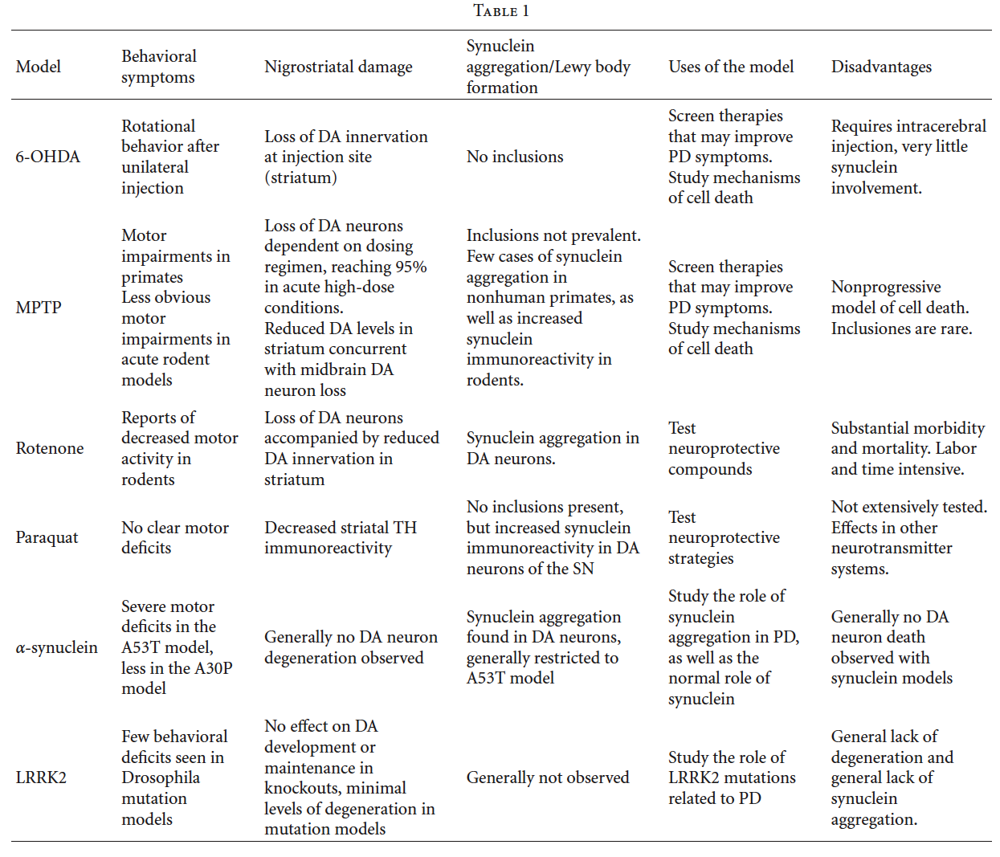 TABLE 1
Model
Behavioral
symptoms
Nigrostriatal damage
Synuclein
aggregation/Lewy body
formation
Uses of the model
Disadvantages
6-OHDA
Rotational
behavior after
unilateral
injection
Loss of DA innervation
at injection site
(striatum)
No inclusions
Screen therapies
that may improve
PD symptoms.
Study mechanisms
of cell death
Requires intracerebral
injection, very little
synuclein
involvement.
MPTP
Motor
impairments in
primates
Less obvious
motor
impairments in
acute rodent
models
Loss of DA neurons
dependent on dosing
regimen, reaching 95%
in acute high-dose
conditions.
Reduced DA levels in
striatum concurrent
with midbrain DA
neuron loss
Inclusions not prevalent.
Few cases of synuclein
aggregation in
nonhuman primates, as
well as increased
synuclein
immunoreactivity in
rodents.
Screen therapies
that may improve
PD symptoms.
Study mechanisms
of cell death
Nonprogressive
model of cell death.
Inclusiones are rare.
Rotenone
Reports of
decreased motor
activity in
rodents
Loss of DA neurons
accompanied by reduced
DA innervation in
striatum
Synuclein aggregation in
DA neurons.
Test
neuroprotective
compounds
Substantial morbidity
and mortality. Labor
and time intensive.
Paraquat
No clear motor
deficits
Decreased striatal TH
immunoreactivity
No inclusions present,
but increased synuclein
immunoreactivity in DA
neurons of the SN
Test
neuroprotective
strategies
Not extensively tested.
Effects in other
neurotransmitter
systems.
α-synuclein
Severe motor
deficits in the
A53T model,
less in the A30P
model
Generally no DA neuron
degeneration observed
Synuclein aggregation
found in DA neurons,
generally restricted to
A53T model
Study the role of
synuclein
aggregation in PD,
as well as the
normal role of
synuclein
Generally no DA
neuron death
observed with
synuclein models
LRRK2
Few behavioral
deficits seen in
Drosophila
mutation
models
No effect on DA
development or
maintenance in
knockouts, minimal
levels of degeneration in
mutation models
Generally not observed
Study the role of
LRRK2 mutations
related to PD
General lack of
degeneration and
general lack of
synuclein
aggregation.